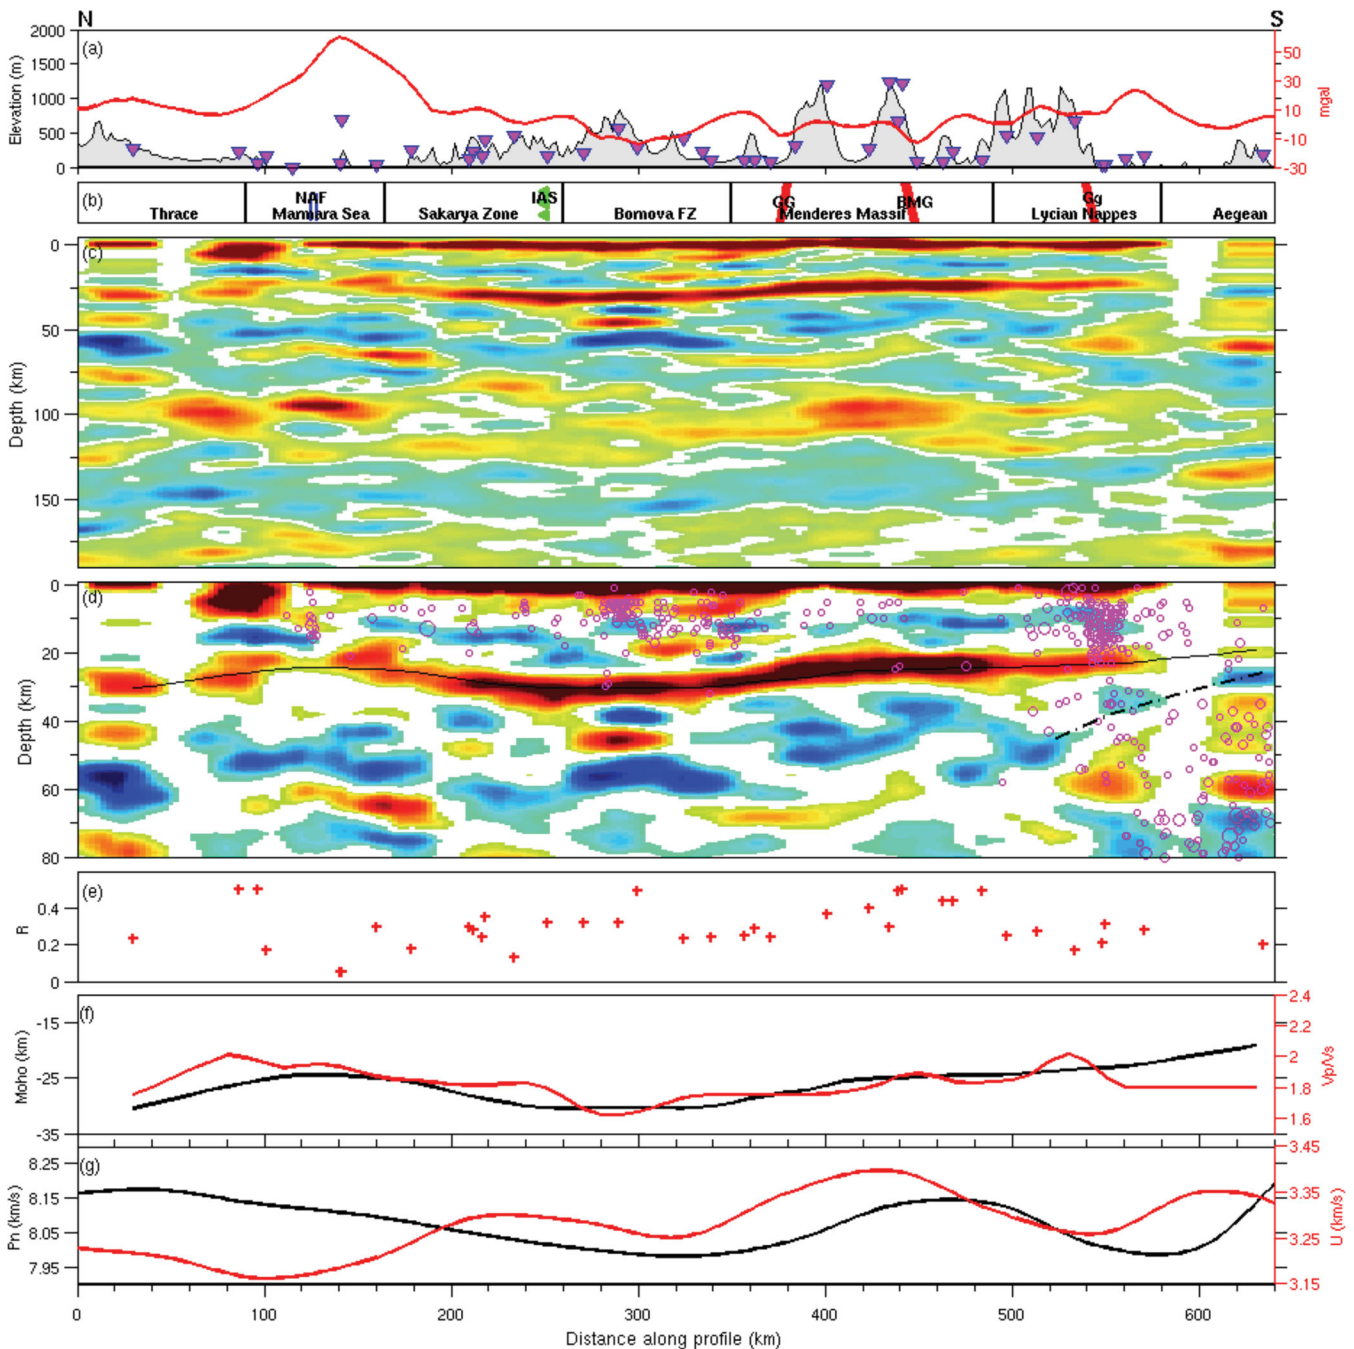 N S
(a)
2000
1500
1000
500
0
Elevation (m)
50
30
10
-10
-30
mgal
(b)
NAF IAS GG BMG Gg
Thrace Marmara Sea Sakarya Zone Bornova FZ Menderes Massif Lycian Nappes Aegean
(c)
0
50
100
150
Depth (km)
(d)
0
20
40
60
80
Depth (km)
(e)
0.4
0.2
0
R
(f)
-15
-25
-35
Moho (km)
2.4
2.2
2
1.8
1.6
Vp/Vs
(g)
8.25
8.15
8.05
7.95
Pn (km/s)
3.45
3.35
3.25
3.15
U (km/s)
0 100 200 300 400 500 600
Distance along profile (km)